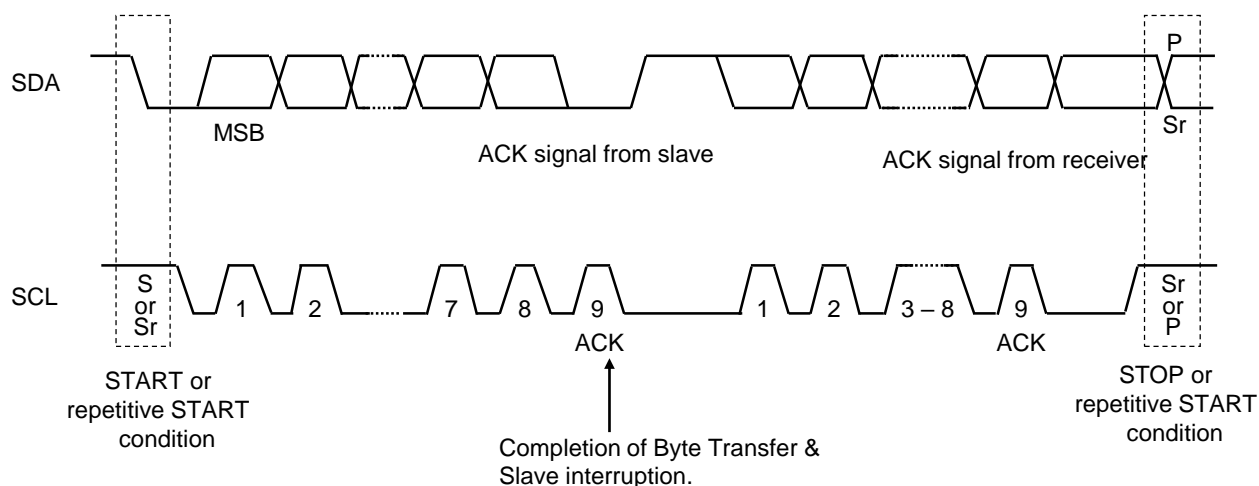 P
SDA
MSB
Sr
ACK signal from slave
ACK signal from receiver
S
or
Sr
SCL
1
2
7
8
9
1
2
3 – 8
9
Sr
or
P
ACK
ACK
START or
repetitive START
condition
STOP or
repetitive START
condition
Completion of Byte Transfer &
Slave interruption.